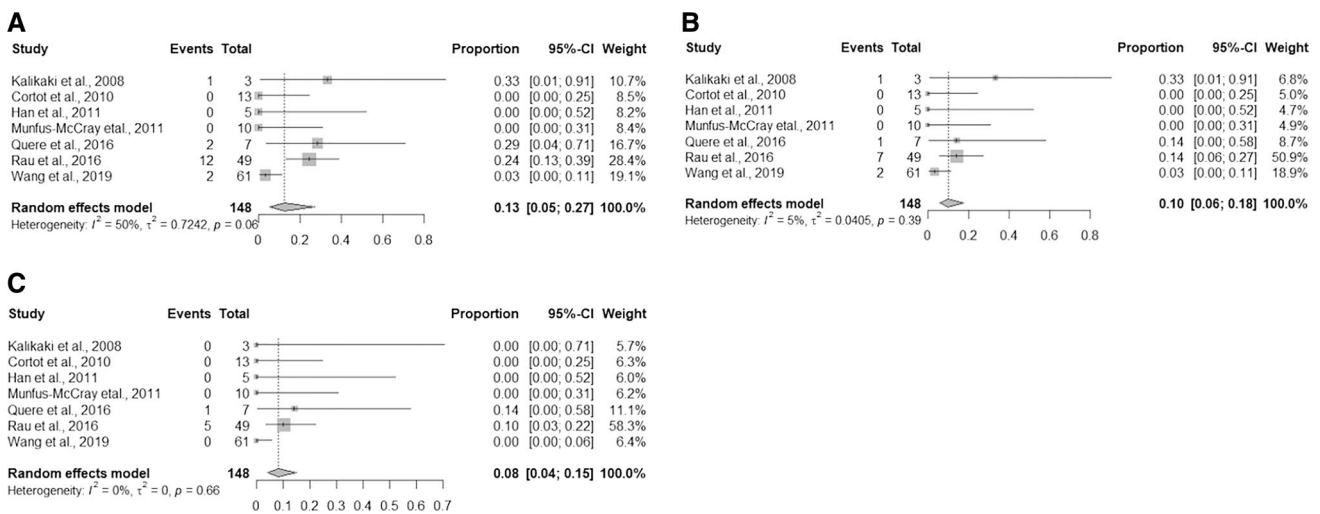 A
Study Events Total Proportion 95%-CI Weight
Kalikaki et al., 2008 1 3 0.33 [0.01; 0.91] 10.7%
Cortot et al., 2010 0 13 0.00 [0.00; 0.25] 8.5%
Han et al., 2011 0 5 0.00 [0.00; 0.52] 8.2%
Munfus-McCray etal., 2011 0 10 0.00 [0.00; 0.31] 8.4%
Quere et al., 2016 2 7 0.29 [0.04; 0.71] 16.7%
Rau et al., 2016 12 49 0.24 [0.13; 0.39] 28.4%
Wang et al., 2019 2 61 0.03 [0.00; 0.11] 19.1%
Random effects model 148 0.13 [0.05; 0.27] 100.0%
Heterogeneity: I² = 50%, τ² = 0.7242, p = 0.06
0 0.2 0.4 0.6 0.8
B
Study Events Total Proportion 95%-CI Weight
Kalikaki et al., 2008 1 3 0.33 [0.01; 0.91] 6.8%
Cortot et al., 2010 0 13 0.00 [0.00; 0.25] 5.0%
Han et al., 2011 0 5 0.00 [0.00; 0.52] 4.7%
Munfus-McCray etal., 2011 0 10 0.00 [0.00; 0.31] 4.9%
Quere et al., 2016 1 7 0.14 [0.00; 0.58] 8.7%
Rau et al., 2016 7 49 0.14 [0.06; 0.27] 50.9%
Wang et al., 2019 2 61 0.03 [0.00; 0.11] 18.9%
Random effects model 148 0.10 [0.06; 0.18] 100.0%
Heterogeneity: I² = 5%, τ² = 0.0405, p = 0.39
0 0.2 0.4 0.6 0.8
C
Study Events Total Proportion 95%-CI Weight
Kalikaki et al., 2008 0 3 0.00 [0.00; 0.71] 5.7%
Cortot et al., 2010 0 13 0.00 [0.00; 0.25] 6.3%
Han et al., 2011 0 5 0.00 [0.00; 0.52] 6.0%
Munfus-McCray etal., 2011 0 10 0.00 [0.00; 0.31] 6.2%
Quere et al., 2016 1 7 0.14 [0.00; 0.58] 11.1%
Rau et al., 2016 5 49 0.10 [0.03; 0.22] 58.3%
Wang et al., 2019 0 61 0.00 [0.00; 0.06] 6.4%
Random effects model 148 0.08 [0.04; 0.15] 100.0%
Heterogeneity: I² = 0%, τ² = 0, p = 0.66
0 0.1 0.2 0.3 0.4 0.5 0.6 0.7